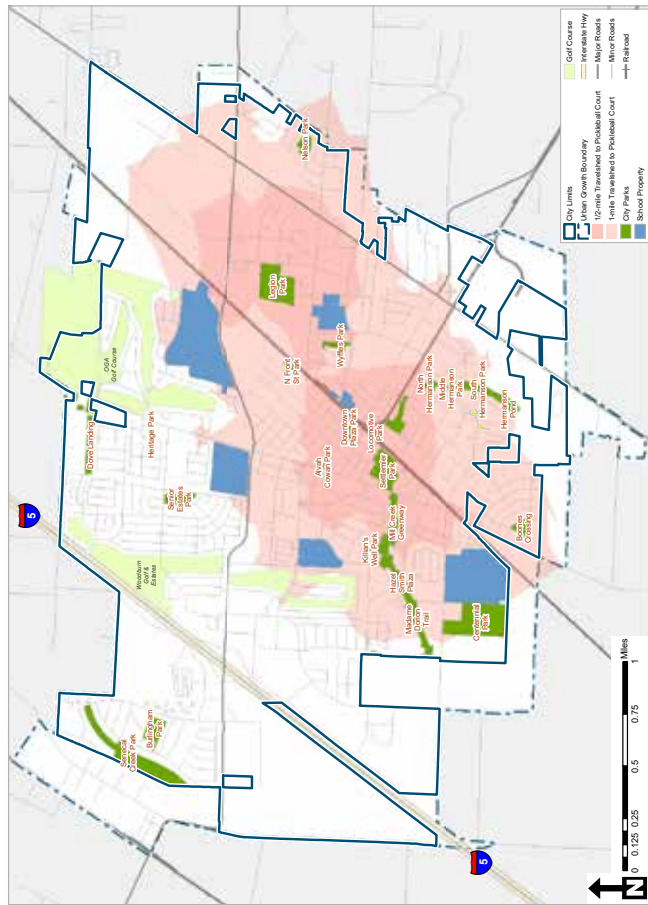 5
Senecal
Creek Park
Burlingham
Park
Woodburn
Golf &
Estates
Dove Landing
Heritage Park
OGA
Golf Course
Senior
Estates
Park
Legion
Park
Nelson Park
N Front
St Park
Wyffles Park
Alvah
Cowan Park
Downtown
Plaza Park
Locomotive
Park
Settlemier
Park
Mill Creek
Greenway
Killian's
Well Park
Hazel
Smith
Plaza
Madame
Dorion
Trail
Centennial
Park
Boones
Crossing
North
Hermanson Park
Middle
Hermanson
Park
South
Hermanson Park
Hermanson
Pond
5
N
0 0.125 0.25 0.5 0.75 1
Miles
City Limits
Urban Growth Boundary
1/2-mile Travelshed to Pickleball Court
1-mile Travelshed to Pickleball Court
City Parks
School Property
Golf Course
Interstate Hwy
Major Roads
Minor Roads
Railroad